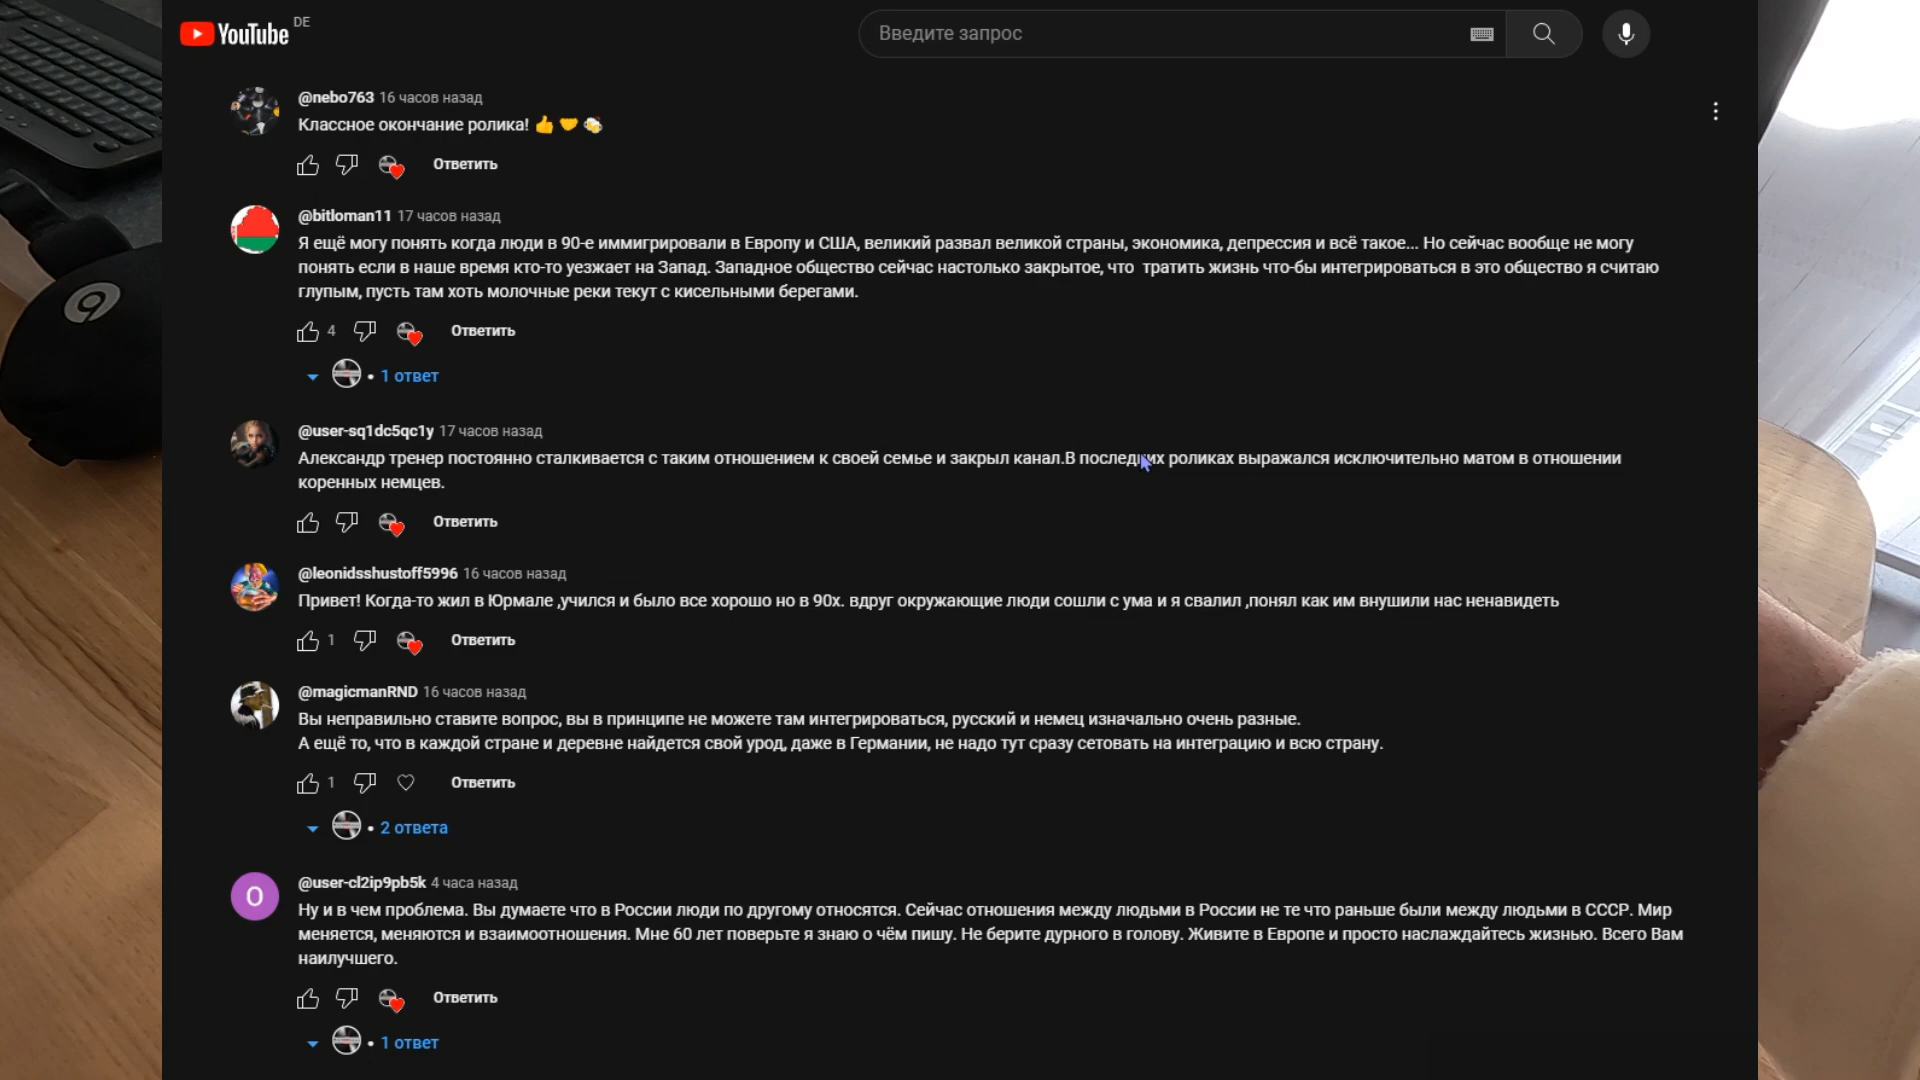 YouTube DE
Введите запрос
@nebo763 16 часов назад
Классное окончание ролика! 👍 🤝 🍻
Ответить
@bitloman11 17 часов назад
Я ещё могу понять когда люди в 90-е иммигрировали в Европу и США, великий развал великой страны, экономика, депрессия и всё такое... Но сейчас вообще не могу
понять если в наше время кто-то уезжает на Запад. Западное общество сейчас настолько закрытое, что тратить жизнь что-бы интегрироваться в это общество я считаю
глупым, пусть там хоть молочные реки текут с кисельными берегами.
4 Ответить
• 1 ответ
@user-sq1dc5qc1y 17 часов назад
Александр тренер постоянно сталкивается с таким отношением к своей семье и закрыл канал.В последних роликах выражался исключительно матом в отношении
коренных немцев.
Ответить
@leonidsshustoff5996 16 часов назад
Привет! Когда-то жил в Юрмале ,учился и было все хорошо но в 90х. вдруг окружающие люди сошли с ума и я свалил ,понял как им внушили нас ненавидеть
1 Ответить
@magicmanRND 16 часов назад
Вы неправильно ставите вопрос, вы в принципе не можете там интегрироваться, русский и немец изначально очень разные.
А ещё то, что в каждой стране и деревне найдется свой урод, даже в Германии, не надо тут сразу сетовать на интеграцию и всю страну.
1 Ответить
• 2 ответа
О
@user-cl2ip9pb5k 4 часа назад
Ну и в чем проблема. Вы думаете что в России люди по другому относятся. Сейчас отношения между людьми в России не те что раньше были между людьми в СССР. Мир
меняется, меняются и взаимоотношения. Мне 60 лет поверьте я знаю о чём пишу. Не берите дурного в голову. Живите в Европе и просто наслаждайтесь жизнью. Всего Вам
наилучшего.
Ответить
• 1 ответ